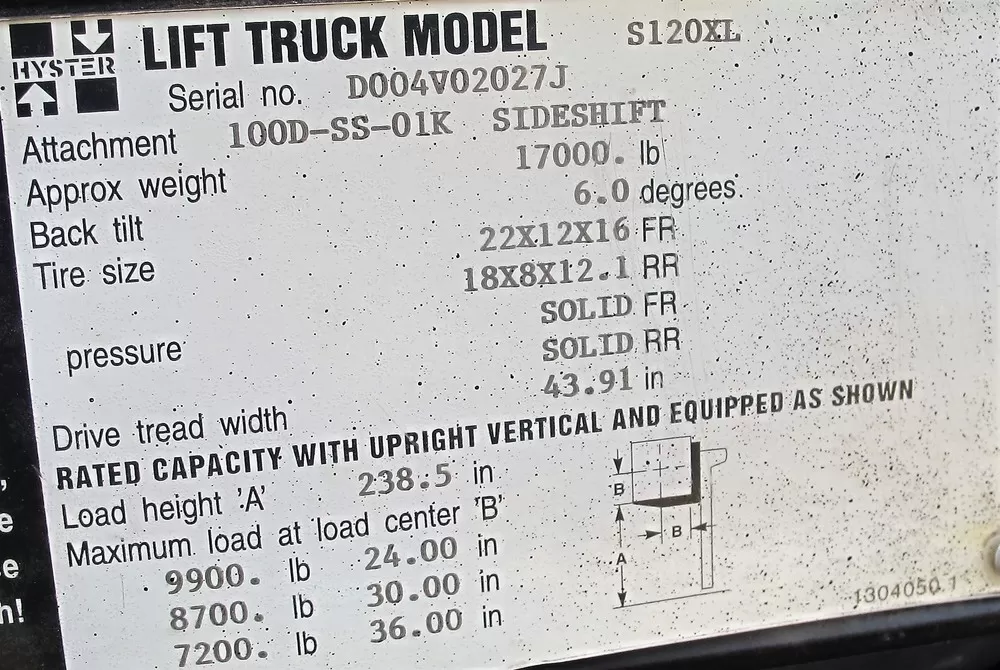 HYSTER
LIFT TRUCK MODEL S120XL
Serial no. D004V02027J
Attachment 100D-SS-01K SIDESHIFT
Approx weight 17000. lb
Back tilt 6.0 degrees
Tire size 22X12X16 FR
18X8X12.1 RR
pressure SOLID FR
SOLID RR
Drive tread width 43.91 in
RATED CAPACITY WITH UPRIGHT VERTICAL AND EQUIPPED AS SHOWN
Load height 'A' 238.5 in
Maximum load at load center 'B'
9900. lb 24.00 in
8700. lb 30.00 in
7200. lb 36.00 in
B
B
A
1304050.1
e
e
h!